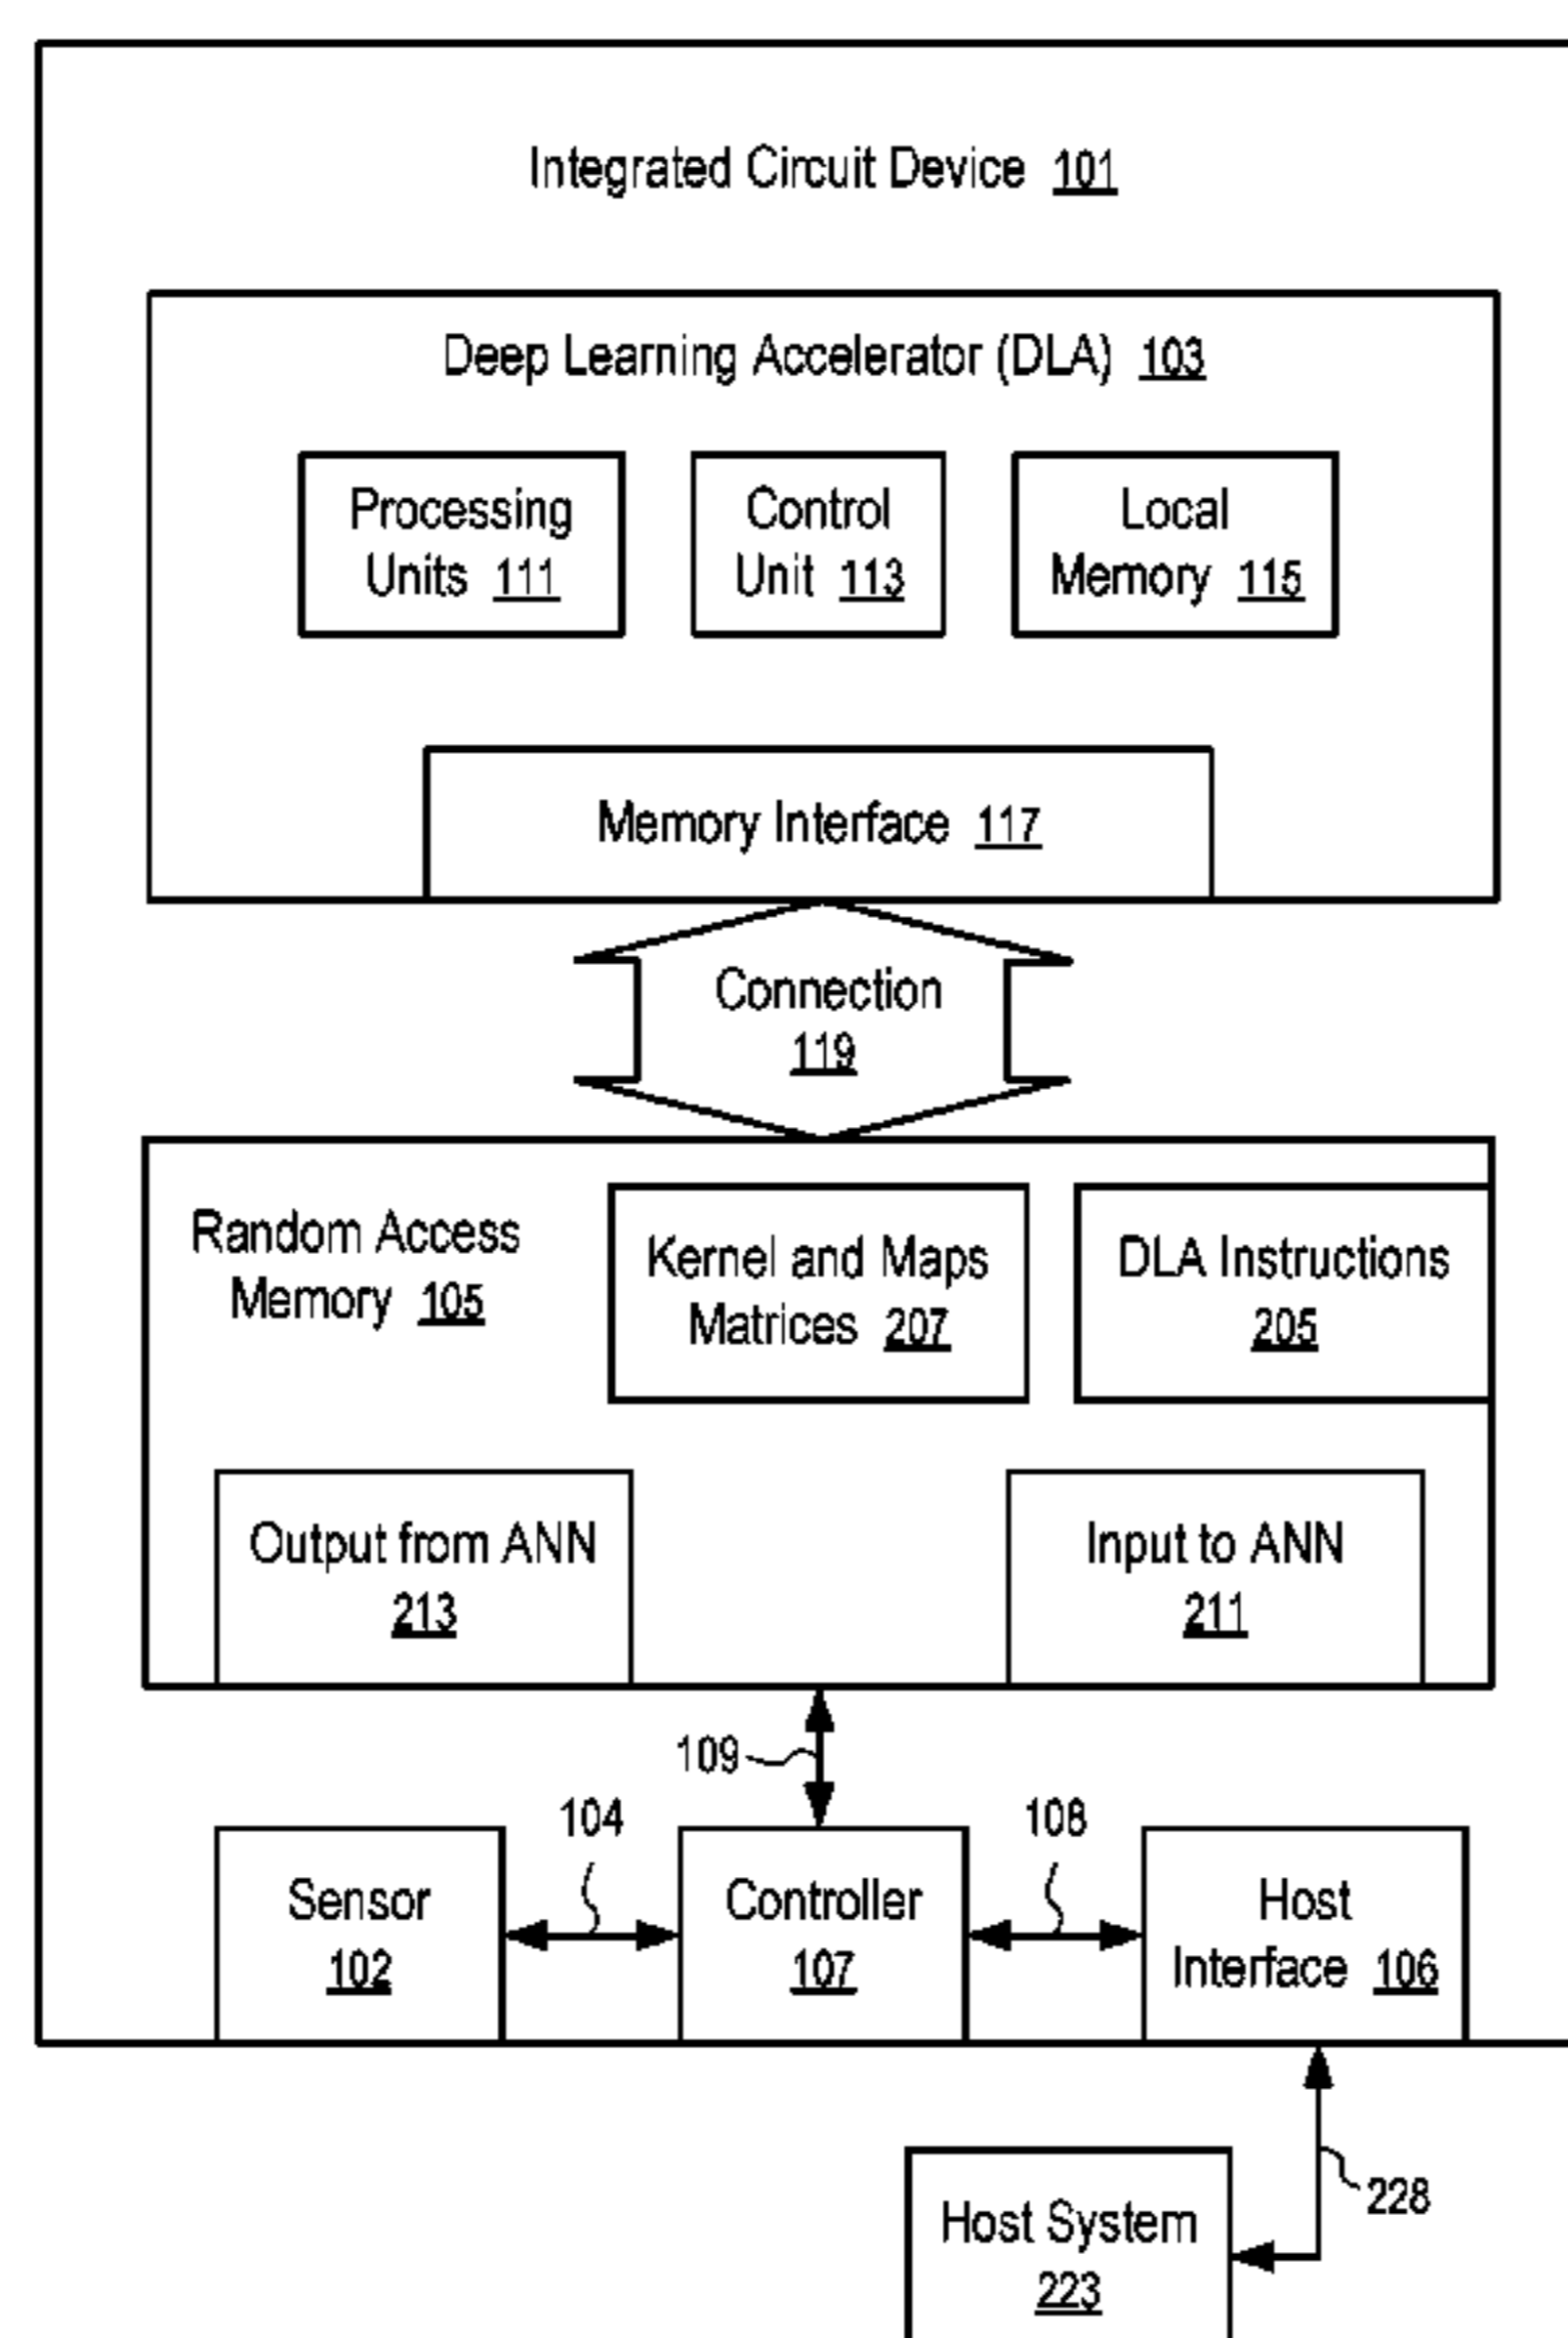 Integrated Circuit Device 101
Deep Learning Accelerator (DLA) 103
Processing
Units 111
Control
Unit 113
Local
Memory 115
Memory Interface 117
Connection
119
Random Access
Memory 105
Kernel and Maps
Matrices 207
DLA Instructions
205
Output from ANN
213
Input to ANN
211
109
104
108
Sensor
102
Controller
107
Host
Interface 106
228
Host System
223